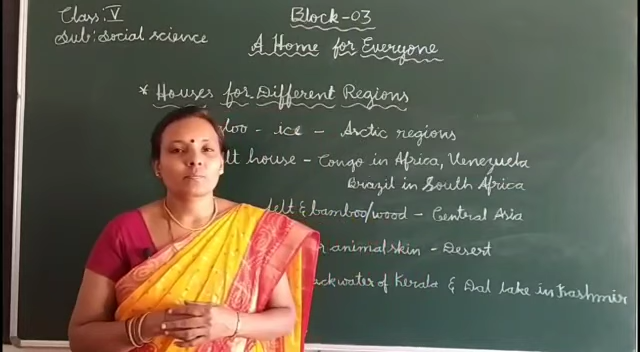 Class: V
Sub: Social science
Block-03
A Home for Everyone
* Houses for Different Regions
loo - ice - Arctic regions
lt house - Congo in Africa, Venezuela
Brazil in South Africa
felt & bamboo/wood - Central Asia
animal skin - Desert
backwater of Kerala & Dal lake in Kashmir